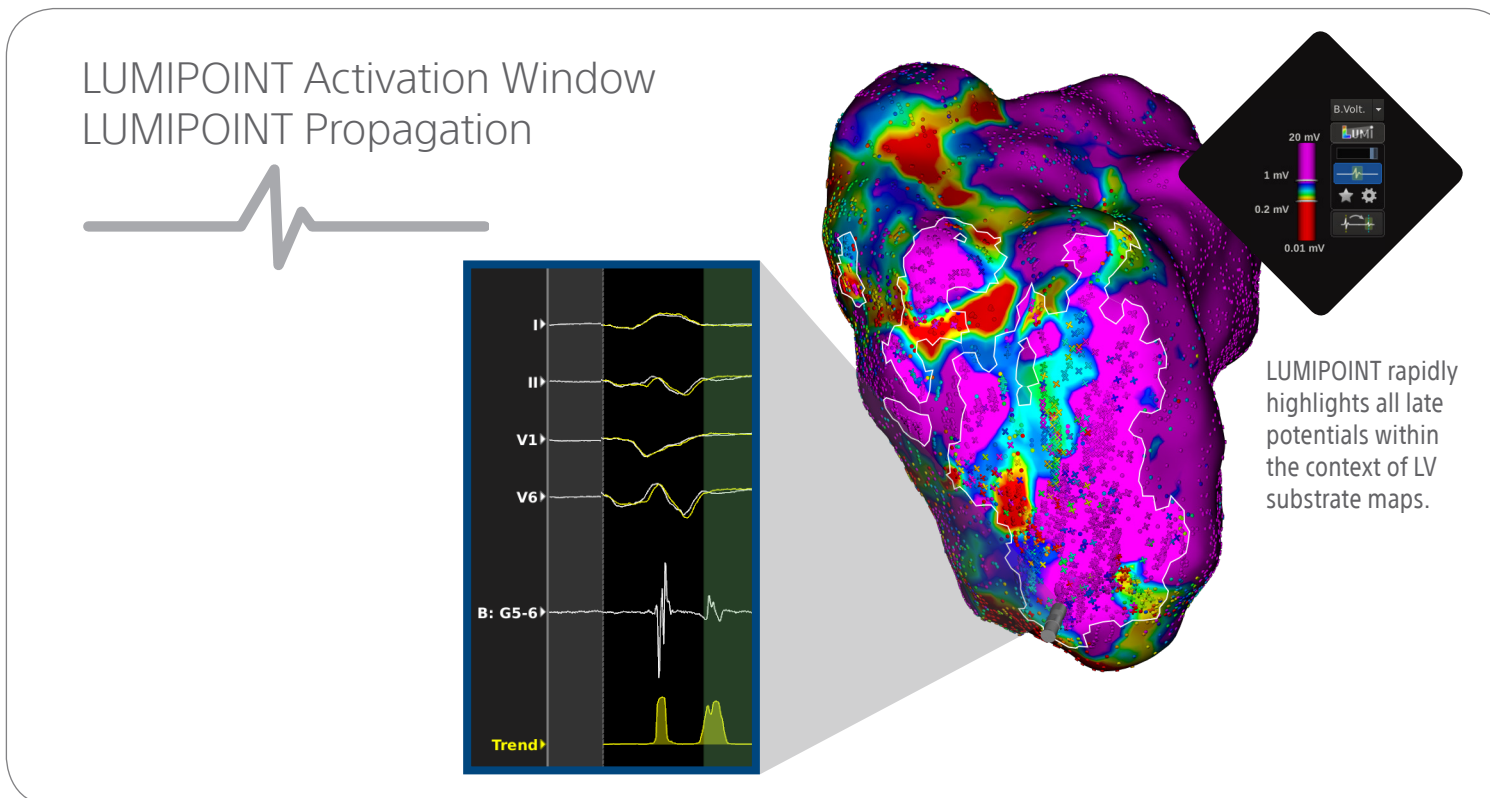 LUMIPOINT Activation Window
LUMIPOINT Propagation
B.Volt.
LUMI
20 mV
1 mV
0.2 mV
0.01 mV
I
II
V1
V6
B: G5-6
Trend
LUMIPOINT rapidly
highlights all late
potentials within
the context of LV
substrate maps.